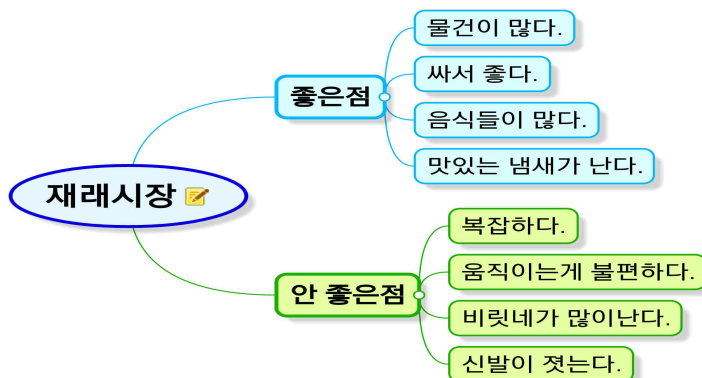 재래시장
좋은점
물건이 많다.
싸서 좋다.
음식들이 많다.
맛있는 냄새가 난다.
안 좋은점
복잡하다.
움직이는게 불편하다.
비릿네가 많이난다.
신발이 젓는다.